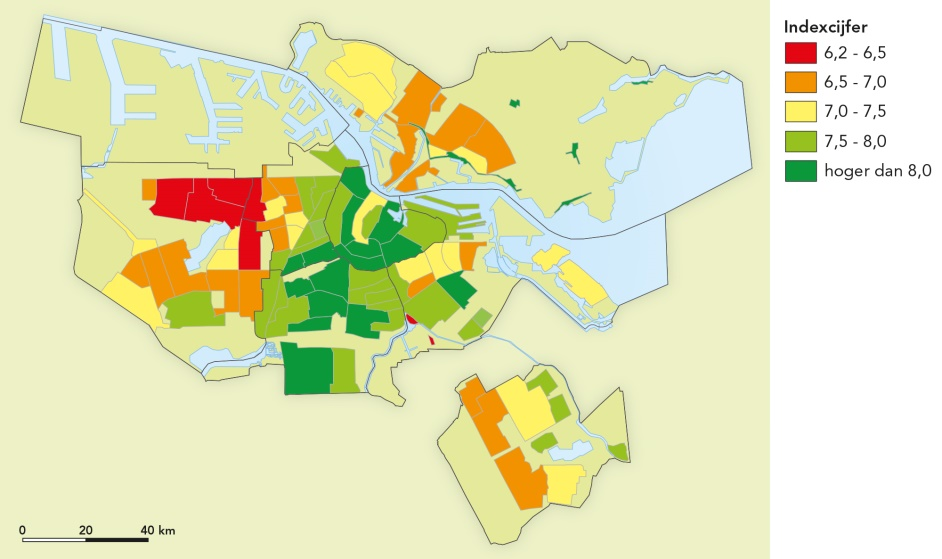 Indexcijfer
6,2 - 6,5
6,5 - 7,0
7,0 - 7,5
7,5 - 8,0
hoger dan 8,0
0 20 40 km